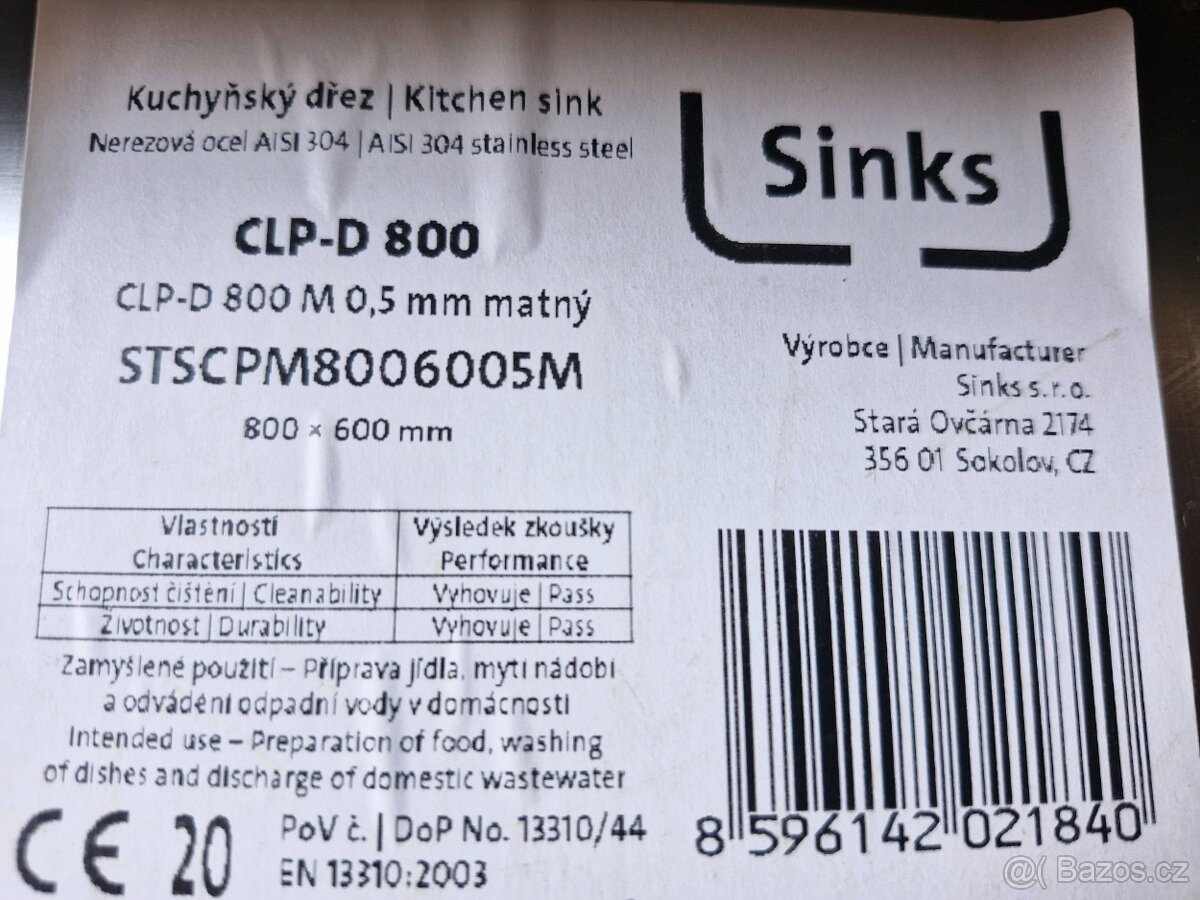 Kuchyňský dřez | Kitchen sink
Nerezová ocel AISI 304 | AISI 304 stainless steel
CLP-D 800
CLP-D 800 M 0,5 mm matný
STSCPM8006005M
800 × 600 mm
Sinks
Výrobce | Manufacturer
Sinks s.r.o.
Stará Ovčárna 2174
356 01 Sokolov, CZ
Vlastnosti Výsledek zkoušky
Characteristics Performance
Schopnost čištění | Cleanability Vyhovuje | Pass
Životnost | Durability Vyhovuje | Pass
Zamýšlené použití – Příprava jídla, mytí nádobí
a odvádění odpadní vody v domácnosti
Intended use – Preparation of food, washing
of dishes and discharge of domestic wastewater
CE 20
PoV č. | DoP No. 13310/44
EN 13310:2003
8 596142 021840
@( Bazos.cz